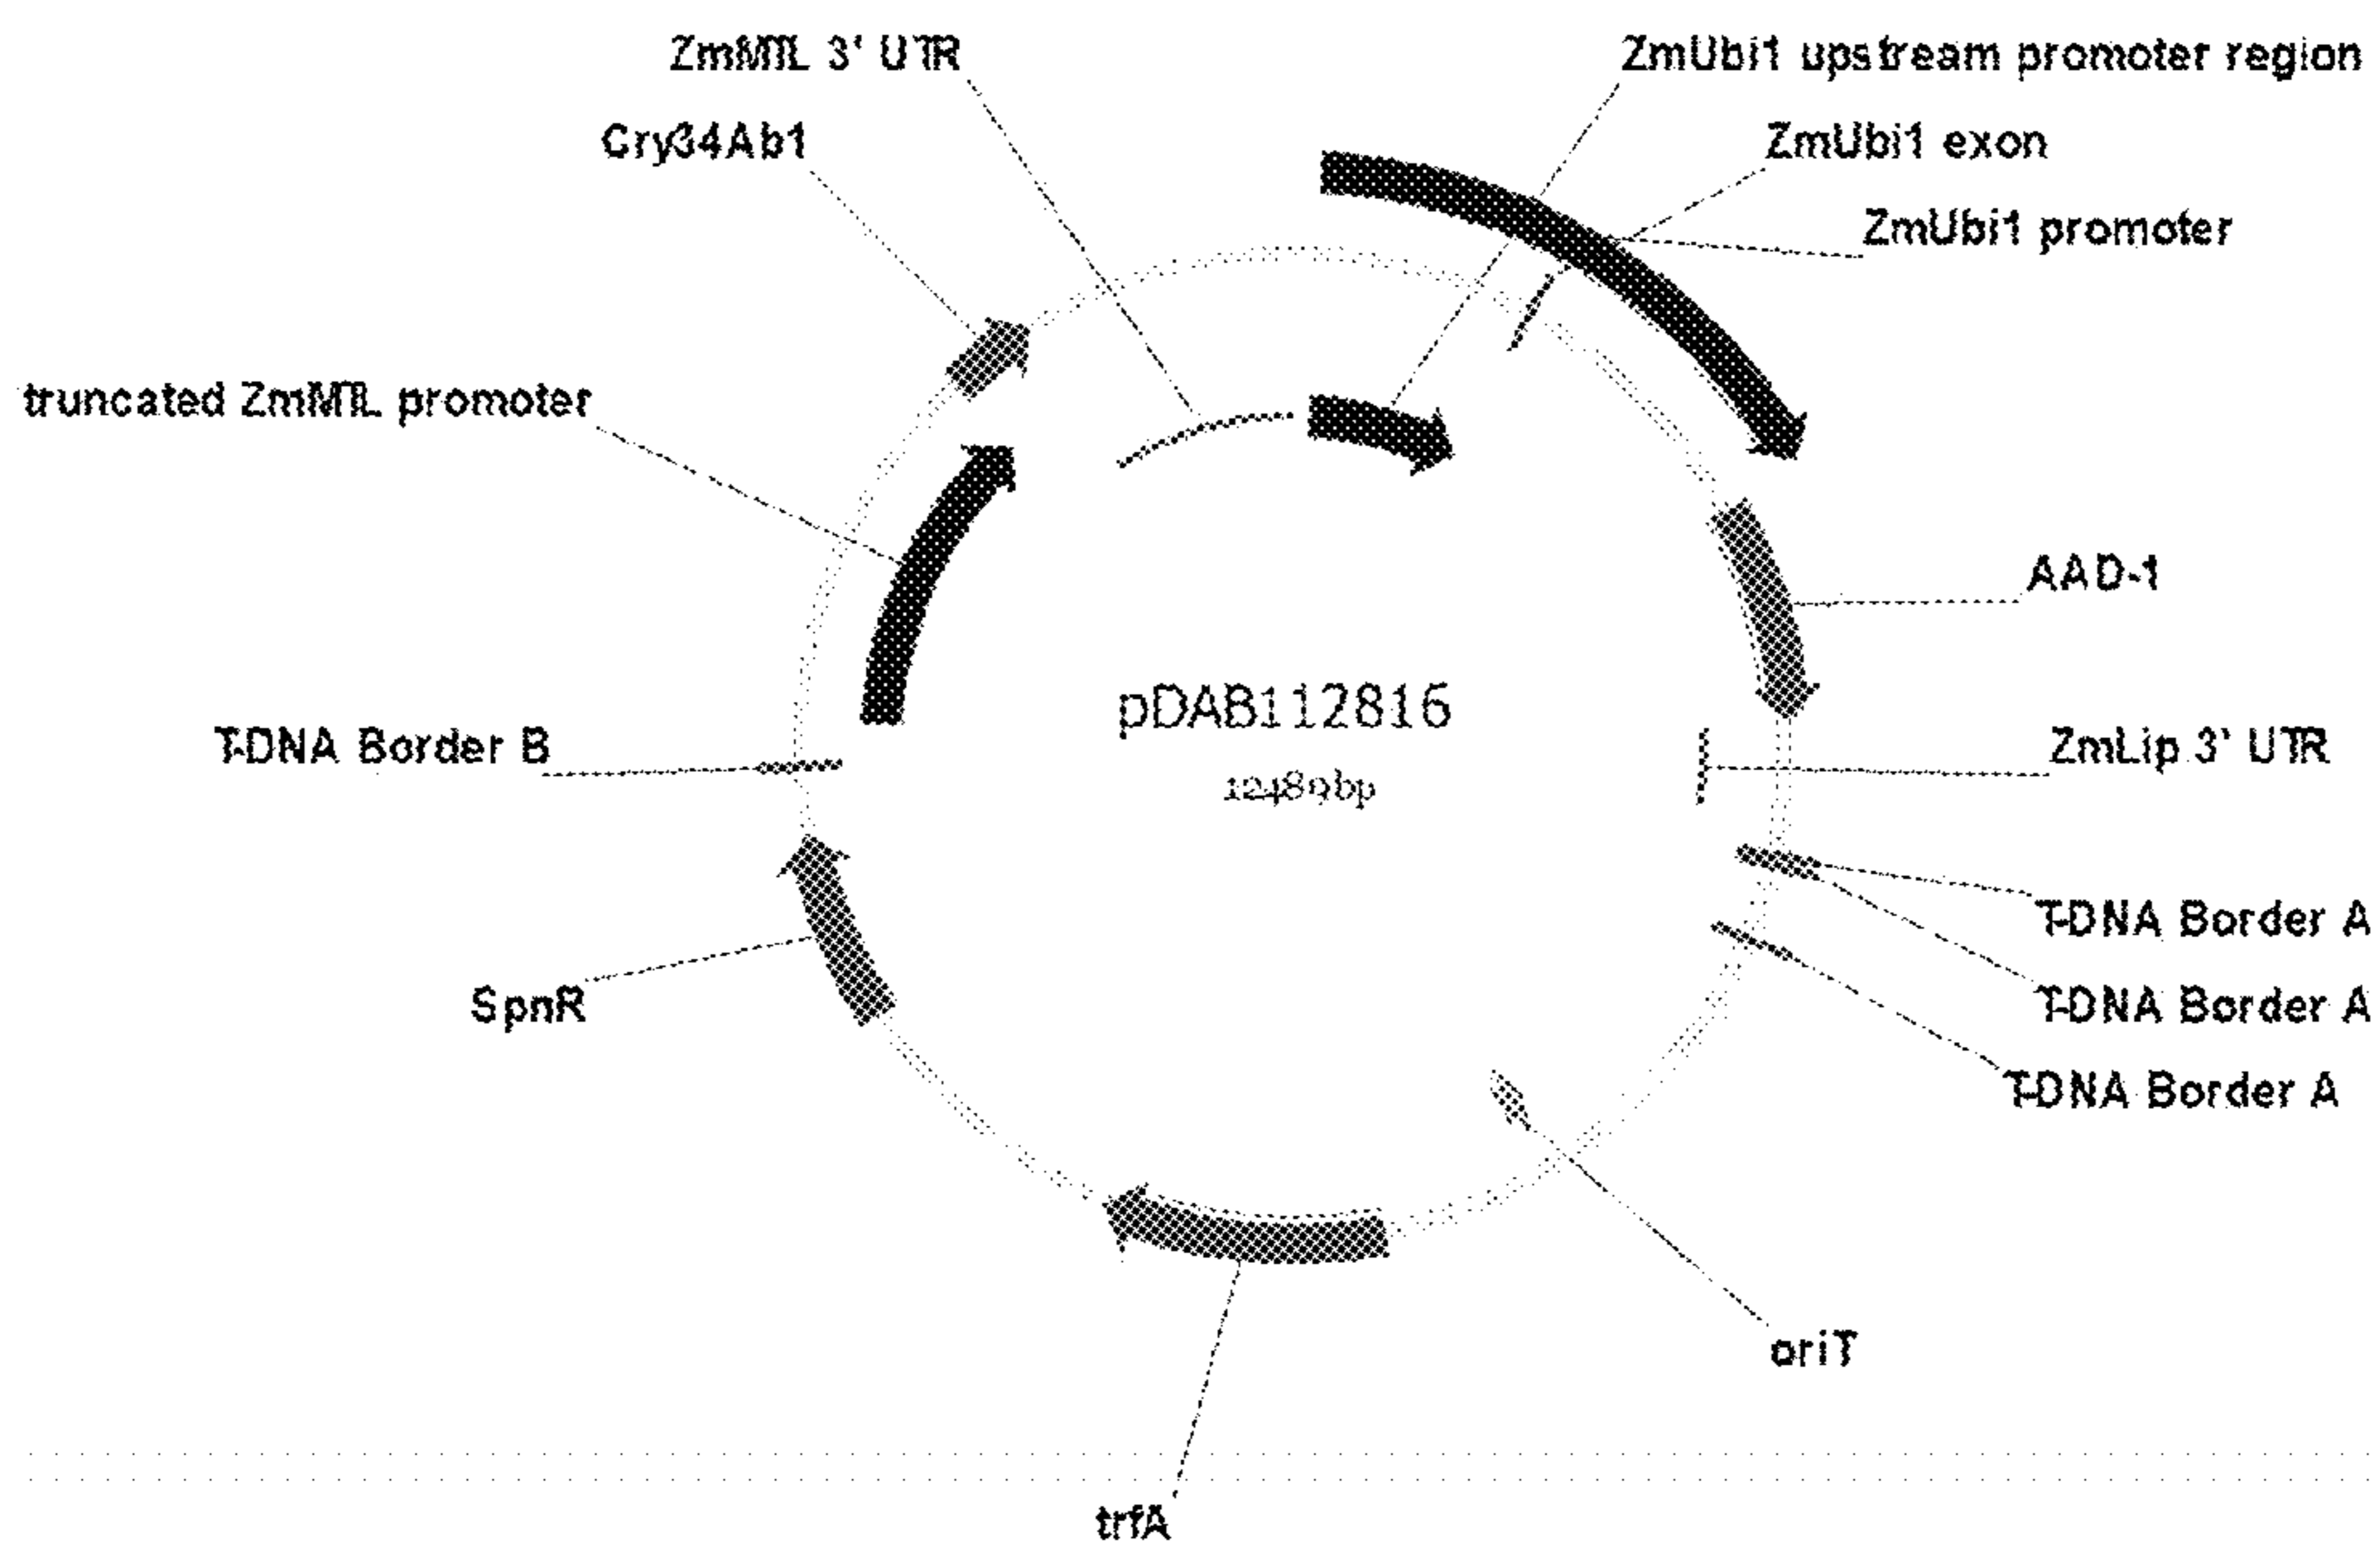 ZmMTL 3' UTR
ZmUbi1 upstream promoter region
Cry34Ab1
ZmUbi1 exon
ZmUbi1 promoter
truncated ZmMTL promoter
AAD-1
pDAB112816
12489bp
T-DNA Border B
ZmLip 3' UTR
T-DNA Border A
SpnR
T-DNA Border A
T-DNA Border A
oriT
trfA